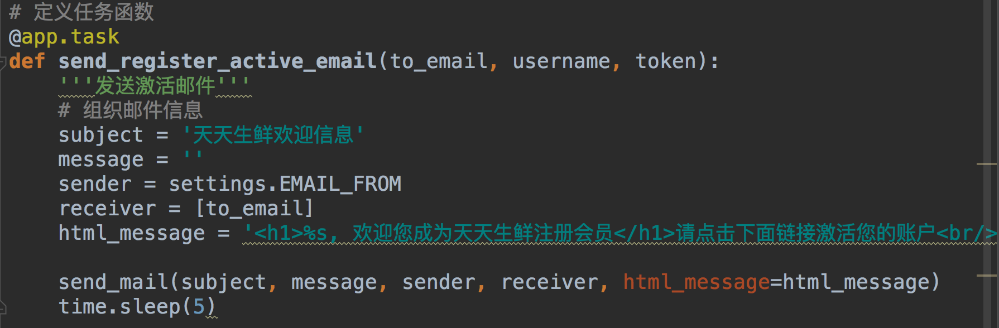 # 定义任务函数
@app.task
def send_register_active_email(to_email, username, token):
    '''发送激活邮件'''
    # 组织邮件信息
    subject = '天天生鲜欢迎信息'
    message = ''
    sender = settings.EMAIL_FROM
    receiver = [to_email]
    html_message = '<h1>%s, 欢迎您成为天天生鲜注册会员</h1>请点击下面链接激活您的账户<br/>
    send_mail(subject, message, sender, receiver, html_message=html_message)
    time.sleep(5)